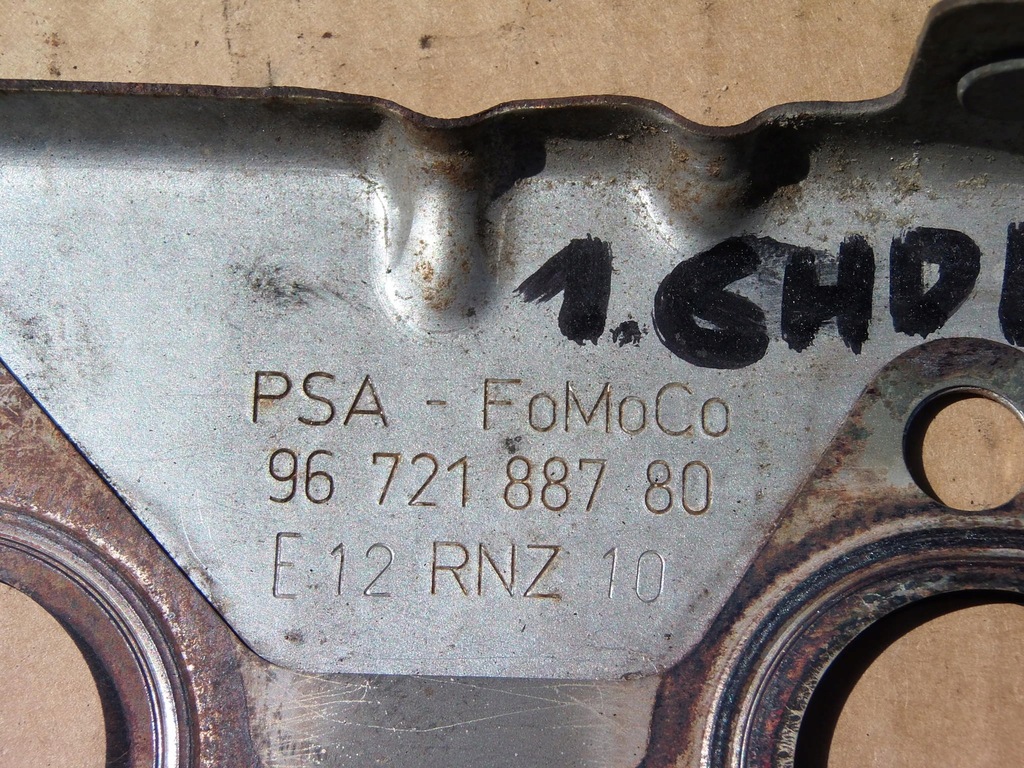 1.6HDI
PSA - FoMoCo
96 721 887 80
E 12 RNZ 10